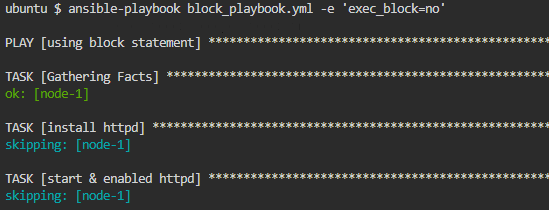 ubuntu $ ansible-playbook block_playbook.yml -e 'exec_block=no'
PLAY [using block statement] **************************************************
TASK [Gathering Facts] ********************************************************
ok: [node-1]
TASK [install httpd] **********************************************************
skipping: [node-1]
TASK [start & enabled httpd] **************************************************
skipping: [node-1]